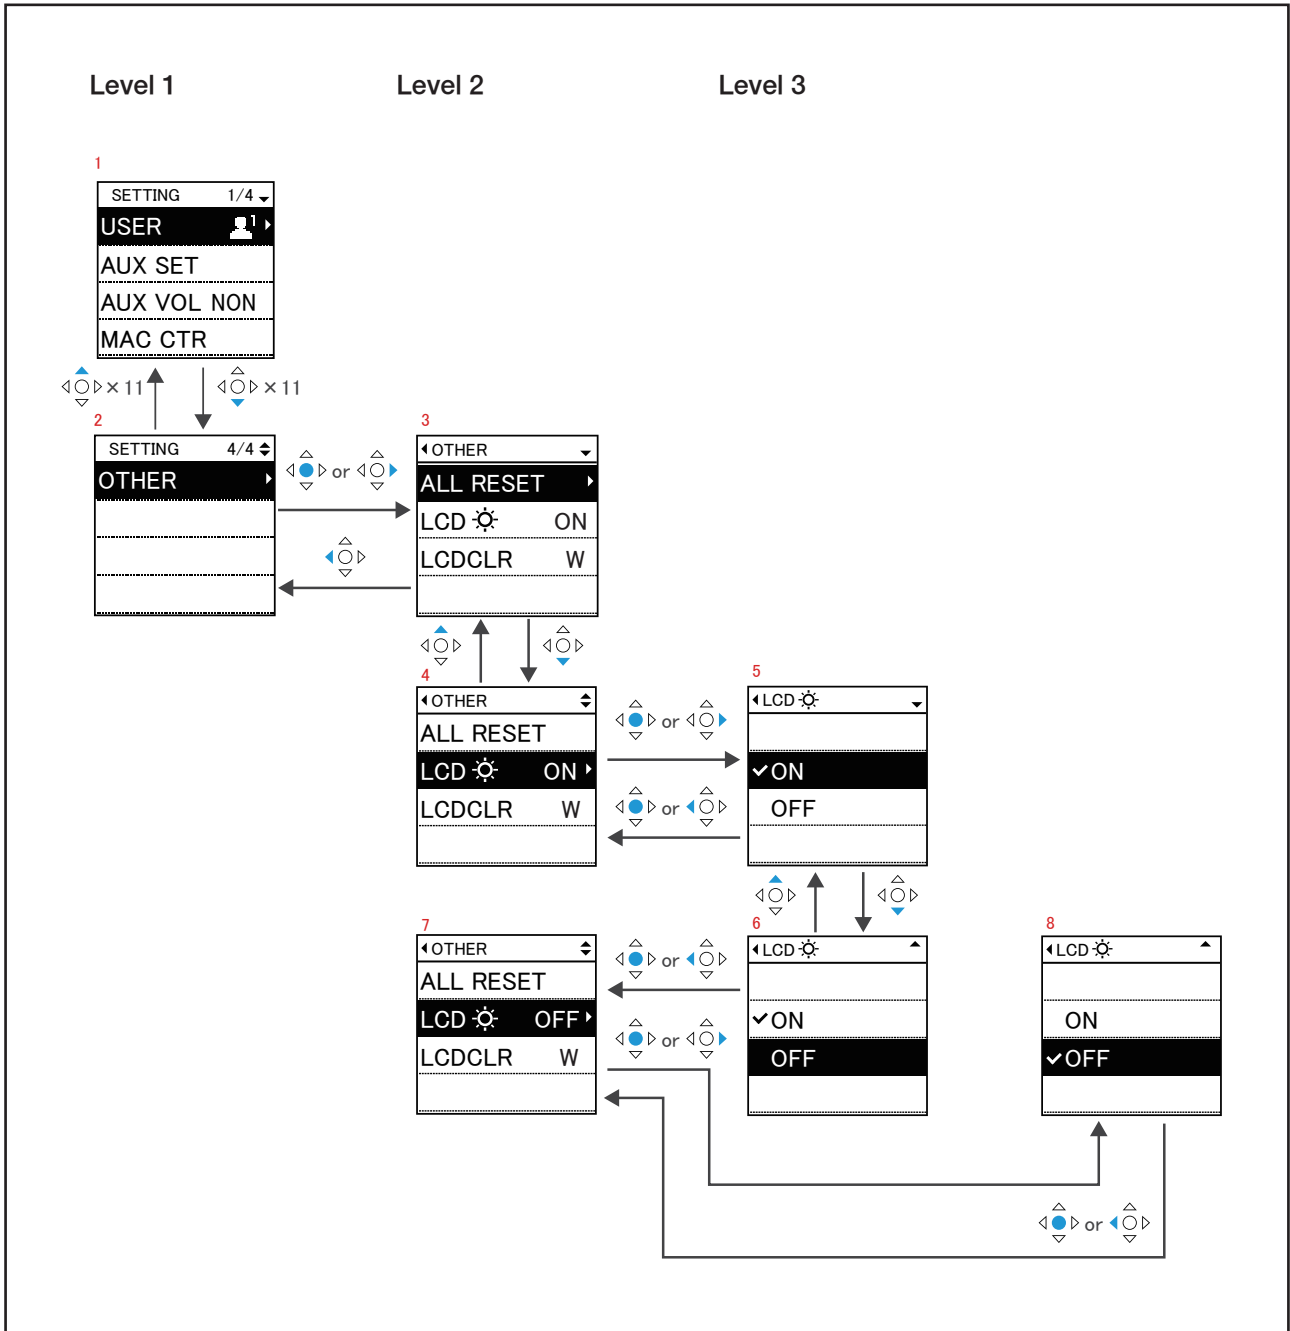 Level 1 Level 2 Level 3
1
SETTING 1/4
USER 1
AUX SET
AUX VOL NON
MAC CTR
×11 ×11
2
SETTING 4/4
OTHER
or
3
OTHER
ALL RESET
LCD ON
LCDCLR W
4
OTHER
ALL RESET
LCD ON
LCDCLR W
or
or
5
LCD
ON
OFF
7
OTHER
ALL RESET
LCD OFF
LCDCLR W
or
or
6
LCD
ON
OFF
8
LCD
ON
OFF
or